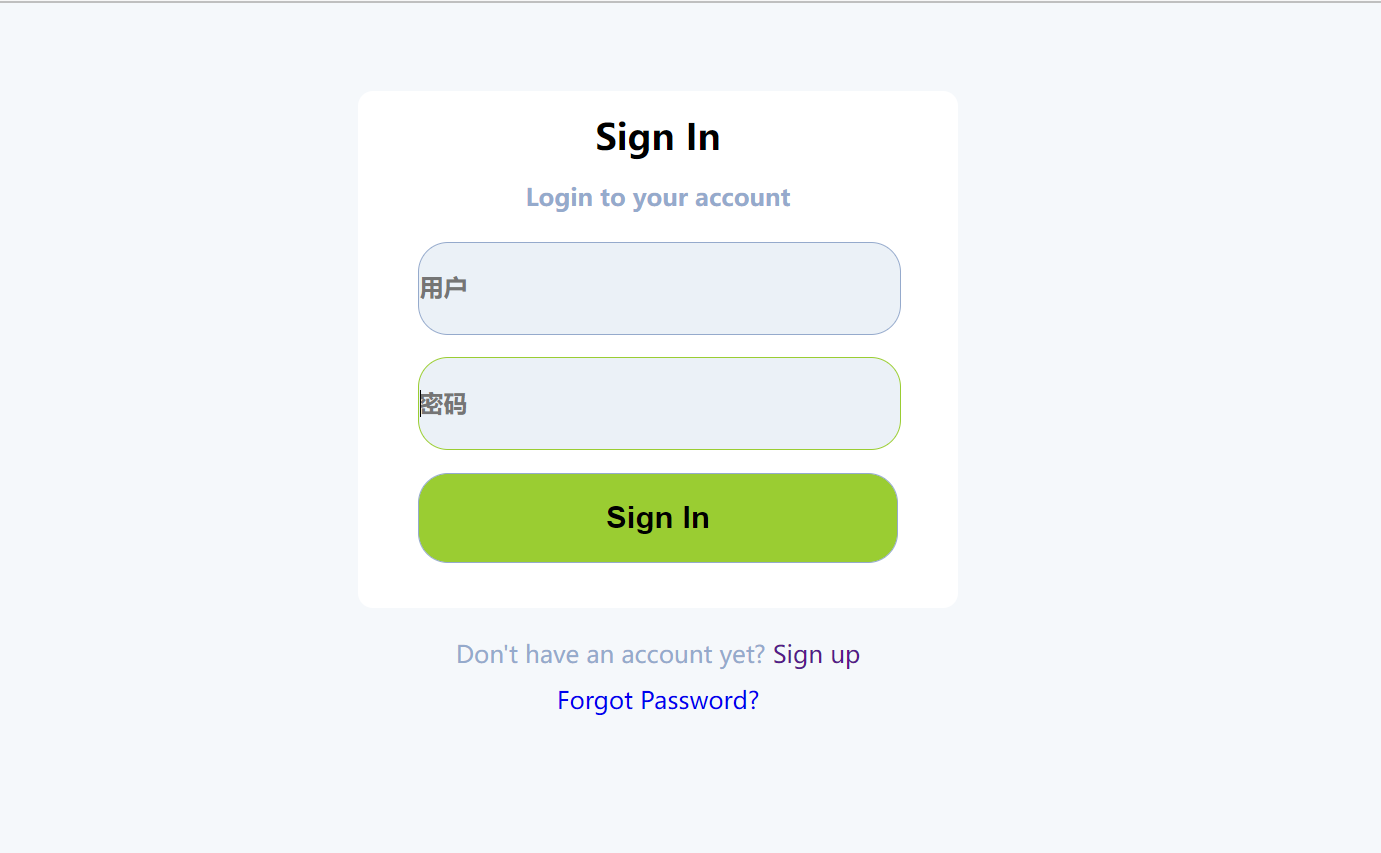 Sign In
Login to your account
用户
密码
Sign In
Don't have an account yet? Sign up
Forgot Password?